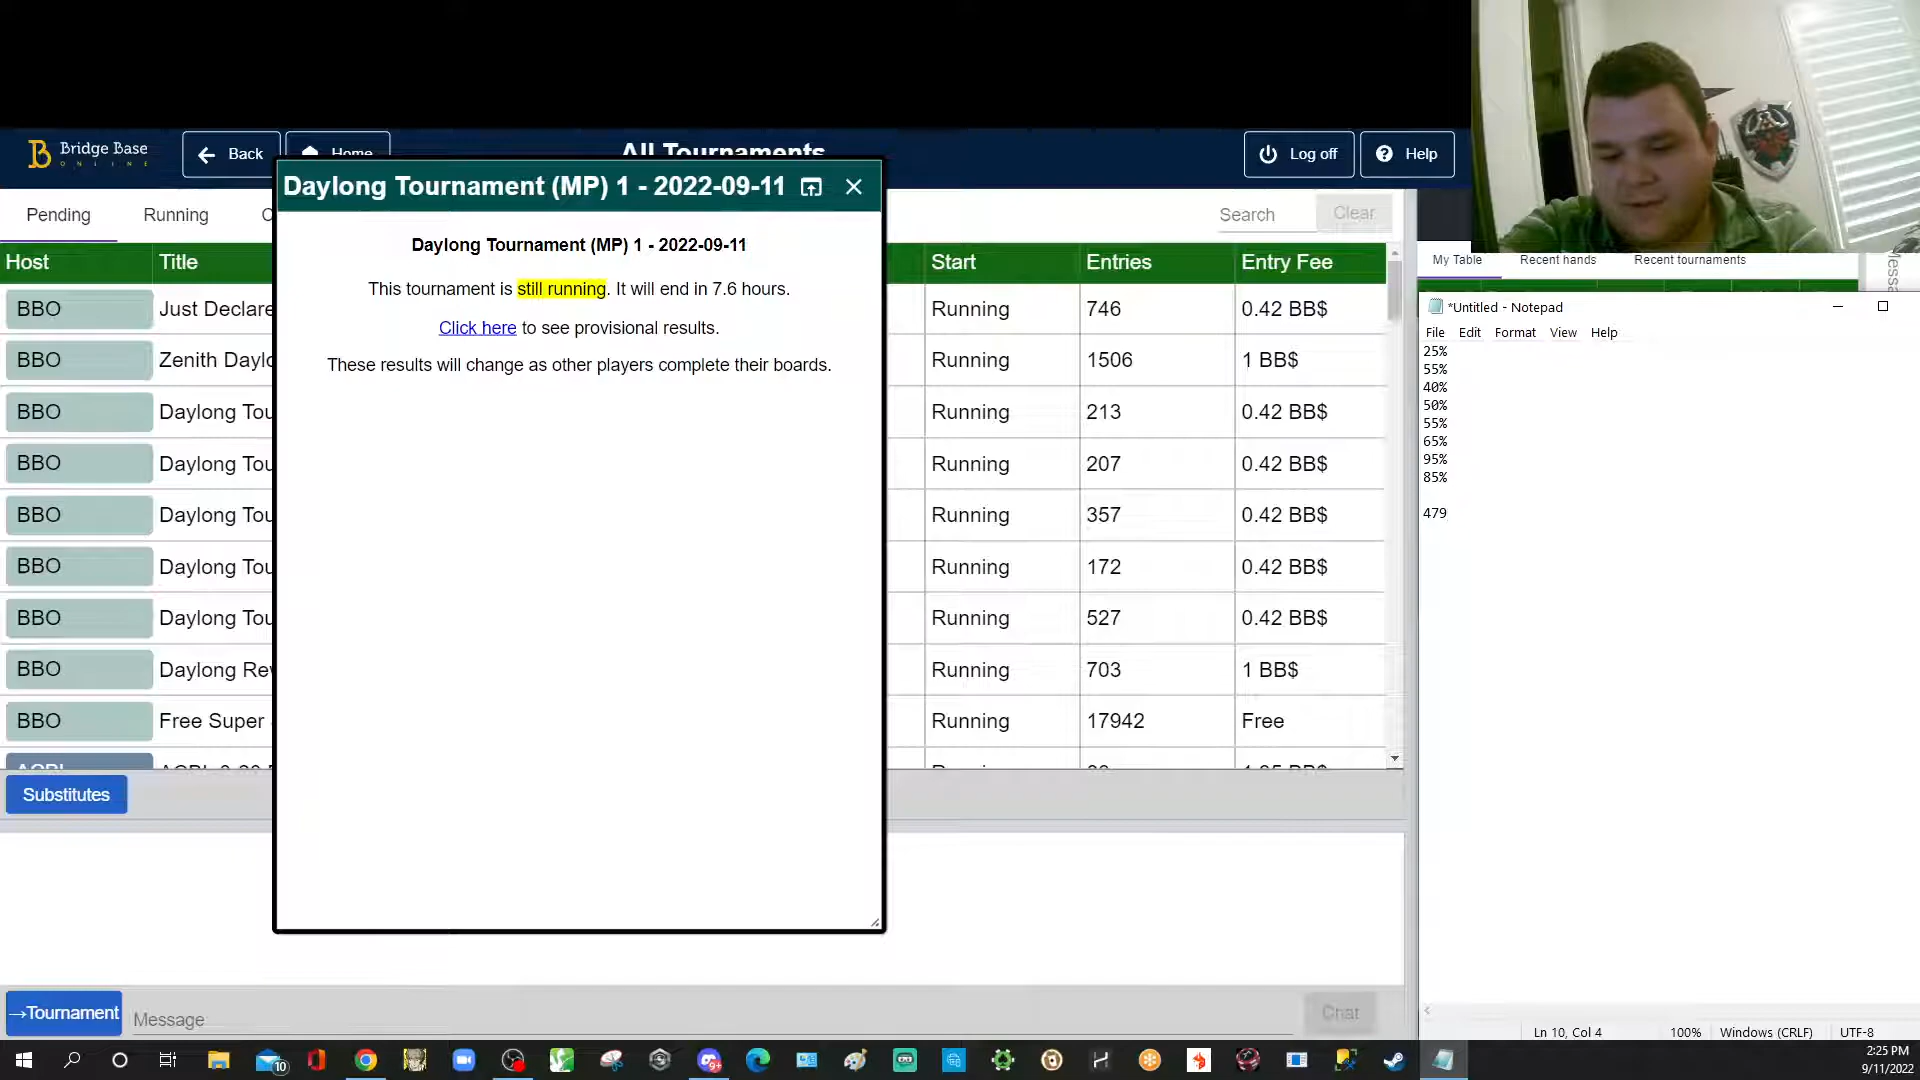 Bridge Base
ONLINE
Back
Home
All Tournaments
Log off
Help
Daylong Tournament (MP) 1 - 2022-09-11
Pending
Running
Search
Clear
Host
Title
Start
Entries
Entry Fee
BBO Just Declare Running 746 0.42 BB$
BBO Zenith Daylo Running 1506 1 BB$
BBO Daylong Tou Running 213 0.42 BB$
BBO Daylong Tou Running 207 0.42 BB$
BBO Daylong Tou Running 357 0.42 BB$
BBO Daylong Tou Running 172 0.42 BB$
BBO Daylong Tou Running 527 0.42 BB$
BBO Daylong Rev Running 703 1 BB$
BBO Free Super Running 17942 Free
Daylong Tournament (MP) 1 - 2022-09-11
This tournament is still running. It will end in 7.6 hours.
Click here to see provisional results.
These results will change as other players complete their boards.
Substitutes
→Tournament
Message
Chat
My Table
Recent hands
Recent tournaments
*Untitled - Notepad
File Edit Format View Help
25%
55%
40%
50%
55%
65%
95%
85%
479
Ln 10, Col 4
100%
Windows (CRLF)
UTF-8
10
9+
2:25 PM
9/11/2022